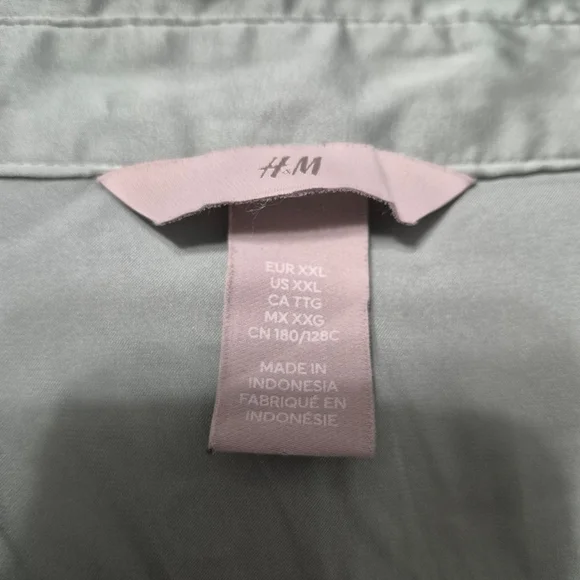 H&M
EUR XXL
US XXL
CA TTG
MX XXG
CN 180/128C
MADE IN
INDONESIA
FABRIQUÉ EN
INDONÉSIE